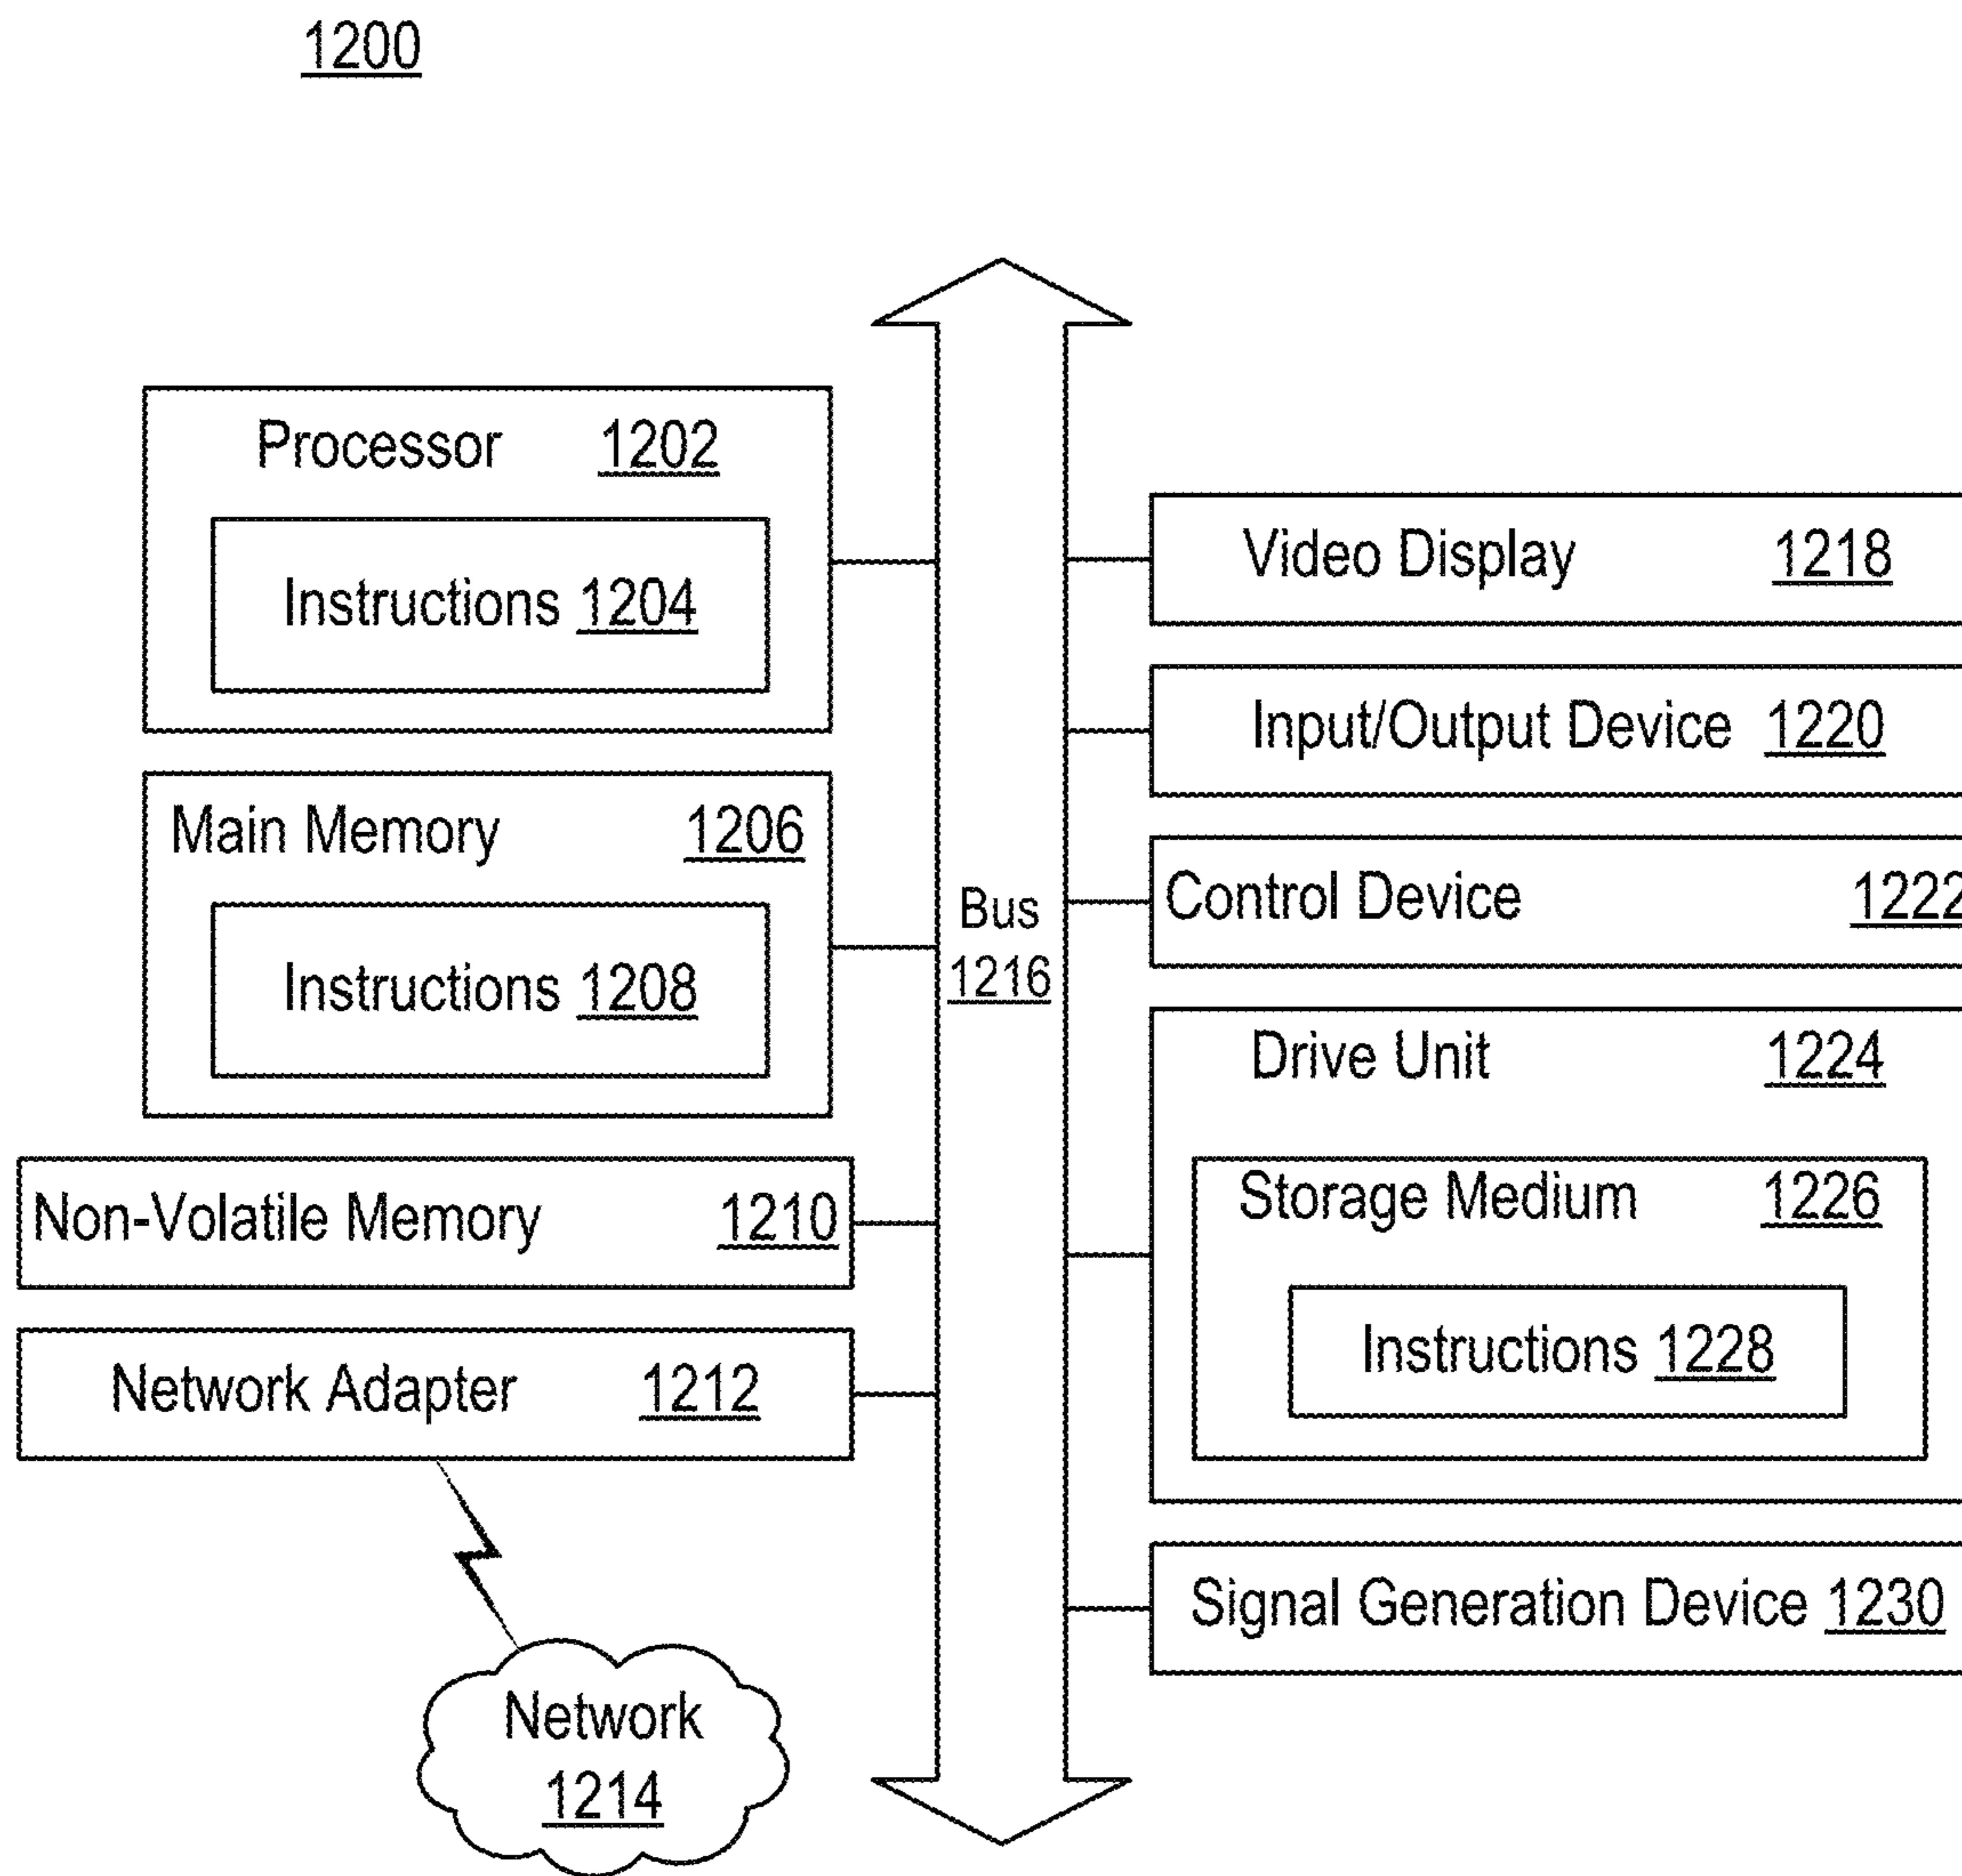 1200
Processor 1202
Instructions 1204
Main Memory 1206
Instructions 1208
Non-Volatile Memory 1210
Network Adapter 1212
Network
1214
Bus
1216
Video Display 1218
Input/Output Device 1220
Control Device 1222
Drive Unit 1224
Storage Medium 1226
Instructions 1228
Signal Generation Device 1230